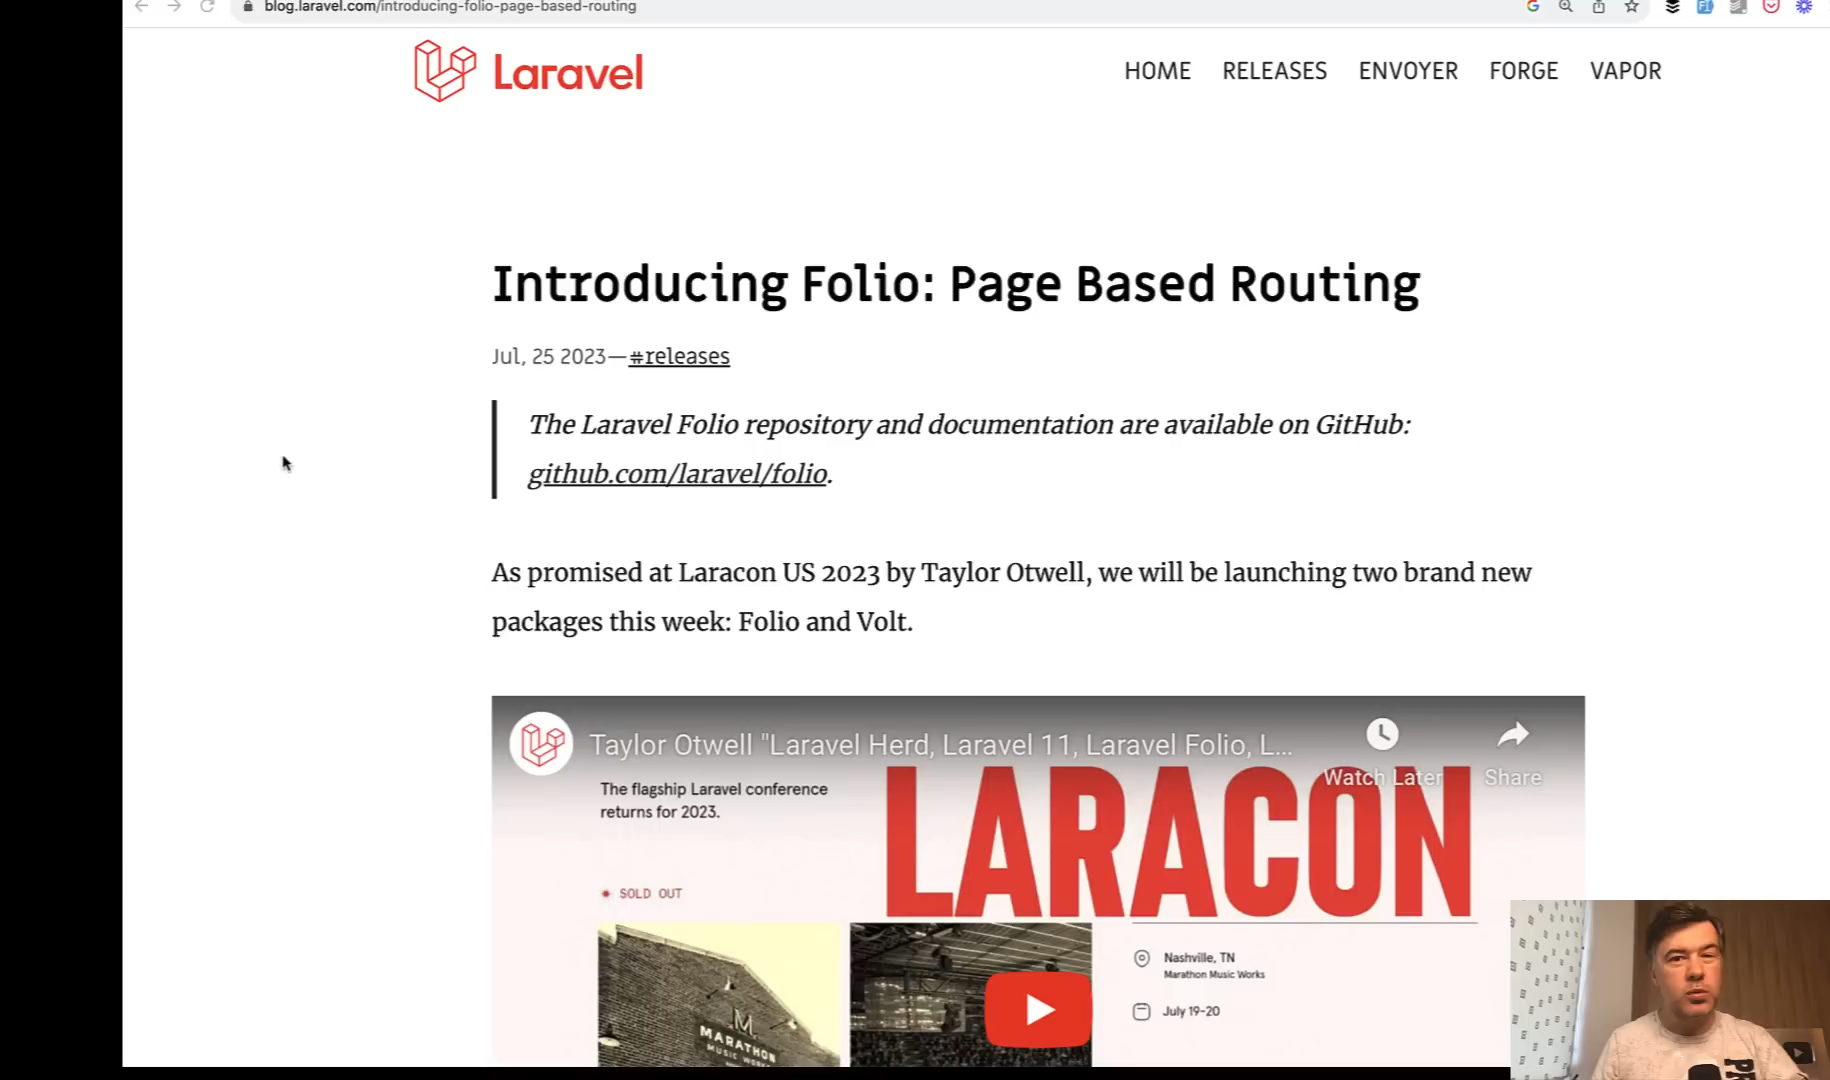 blog.laravel.com/introducing-folio-page-based-routing
Laravel
HOME RELEASES ENVOYER FORGE VAPOR
Introducing Folio: Page Based Routing
Jul, 25 2023—#releases
The Laravel Folio repository and documentation are available on GitHub:
github.com/laravel/folio.
As promised at Laracon US 2023 by Taylor Otwell, we will be launching two brand new
packages this week: Folio and Volt.
Taylor Otwell "Laravel Herd, Laravel 11, Laravel Folio, L...
Watch Later
Share
The flagship Laravel conference
returns for 2023.
LARACON
SOLD OUT
Nashville, TN
Marathon Music Works
July 19-20
M
MARATHON
MUSIC WORKS